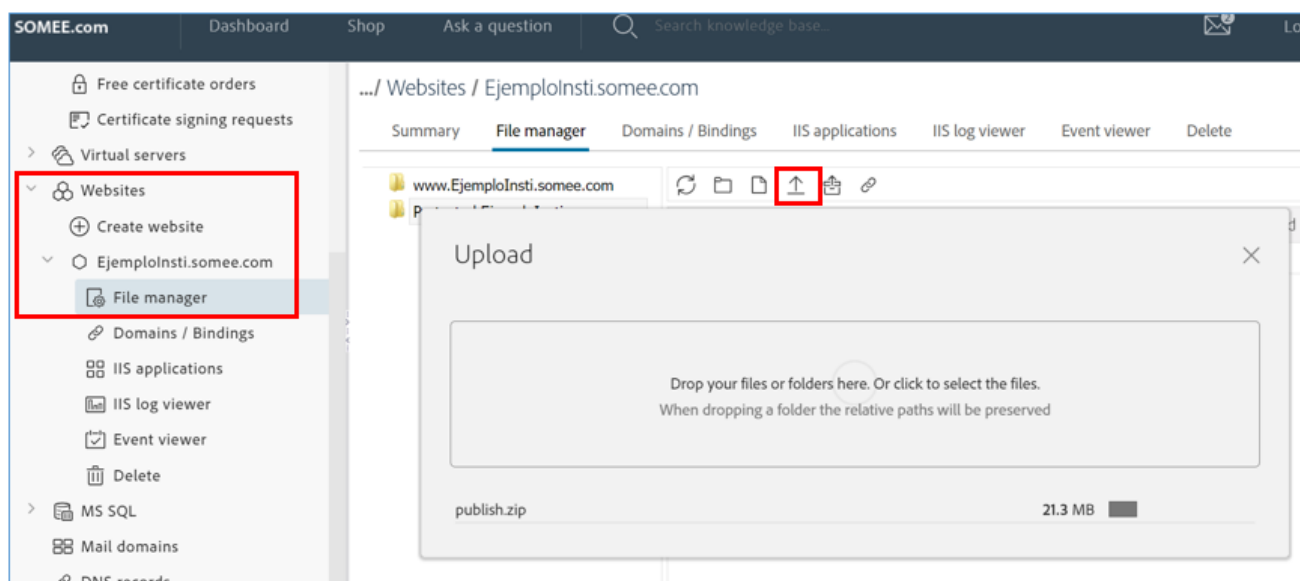 SOMEE.com Dashboard Shop Ask a question Search knowledge base... 2
Free certificate orders
Certificate signing requests
Virtual servers
Websites
Create website
EjemploInsti.somee.com
File manager
Domains / Bindings
IIS applications
IIS log viewer
Event viewer
Delete
MS SQL
Mail domains
DNS records
.../ Websites / EjemploInsti.somee.com
Summary File manager Domains / Bindings IIS applications IIS log viewer Event viewer Delete
www.EjemploInsti.somee.com
Upload
Drop your files or folders here. Or click to select the files.
When dropping a folder the relative paths will be preserved
publish.zip 21.3 MB